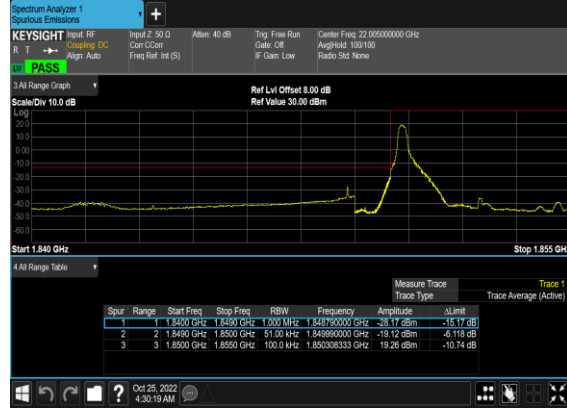 Spectrum Analyzer 1
Spurious Emissions
+
KEYSIGHT Input: RF Input Z: 50 Ω Atten: 40 dB Trig: Free Run Center Freq: 22.005000000 GHz
R T Coupling: DC Corr CCorr Gate: Off Avg|Hold: 100/100
Align: Auto Freq Ref: Int (S) IF Gain: Low Radio Std: None
PASS
3 All Range Graph
Ref Lvl Offset 8.00 dB
Scale/Div 10.0 dB Ref Value 30.00 dBm
Log
20.0
10.0
0.00
-10.0
-20.0
-30.0
-40.0
-50.0
-60.0
Start 1.840 GHz Stop 1.855 GH
4 All Range Table
Measure Trace Trace 1
Trace Type Trace Average (Active)
Spur Range Start Freq Stop Freq RBW Frequency Amplitude ΔLimit
1 1 1.8400 GHz 1.8490 GHz 1.000 MHz 1.848790000 GHz -28.17 dBm -15.17 dB
2 2 1.8490 GHz 1.8500 GHz 51.00 kHz 1.849990000 GHz -19.12 dBm -6.118 dB
3 3 1.8500 GHz 1.8550 GHz 100.0 kHz 1.850308333 GHz 19.26 dBm -10.74 dB
?
Oct 25, 2022
4:30:19 AM